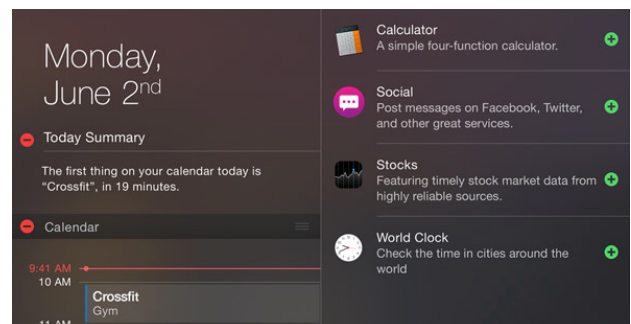 Monday,
June 2nd
Today Summary
The first thing on your calendar today is
“Crossfit”, in 19 minutes.
Calendar
9:41 AM
10 AM
Crossfit
Gym
11 AM
Calculator
A simple four-function calculator.
Social
Post messages on Facebook, Twitter,
and other great services.
Stocks
Featuring timely stock market data from
highly reliable sources.
World Clock
Check the time in cities around the
world